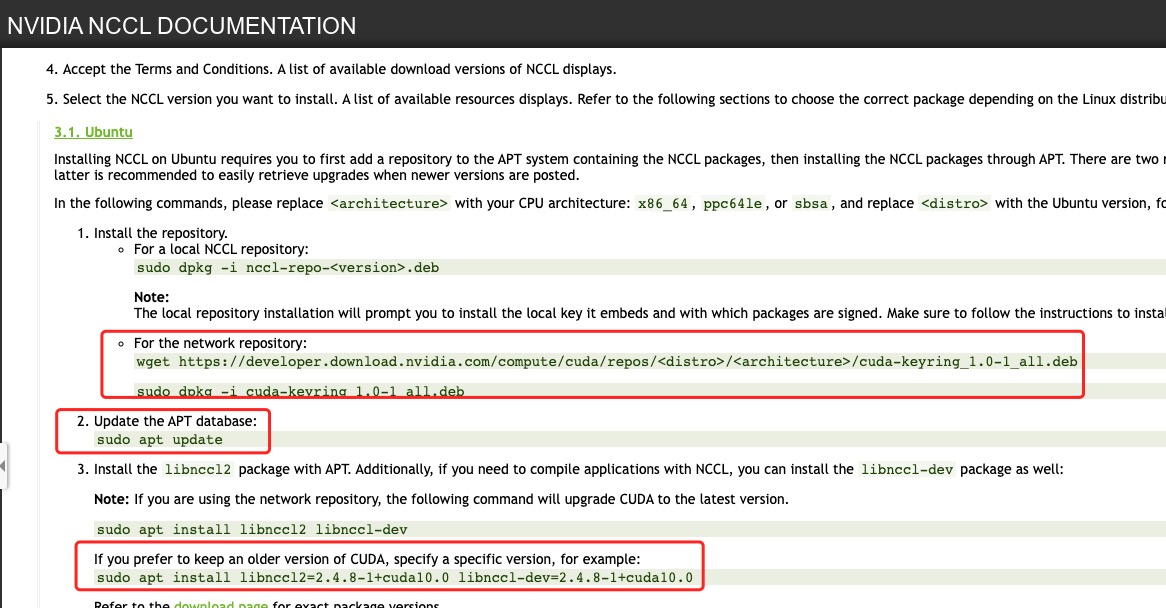 NVIDIA NCCL DOCUMENTATION
4. Accept the Terms and Conditions. A list of available download versions of NCCL displays.
5. Select the NCCL version you want to install. A list of available resources displays. Refer to the following sections to choose the correct package depending on the Linux distribu
3.1. Ubuntu
Installing NCCL on Ubuntu requires you to first add a repository to the APT system containing the NCCL packages, then installing the NCCL packages through APT. There are two
latter is recommended to easily retrieve upgrades when newer versions are posted.
In the following commands, please replace <architecture> with your CPU architecture: x86_64, ppc64le, or sbsa, and replace <distro> with the Ubuntu version, fo
1. Install the repository.
◦ For a local NCCL repository:
sudo dpkg -i nccl-repo-<version>.deb
Note:
The local repository installation will prompt you to install the local key it embeds and with which packages are signed. Make sure to follow the instructions to instal
◦ For the network repository:
wget https://developer.download.nvidia.com/compute/cuda/repos/<distro>/<architecture>/cuda-keyring_1.0-1_all.deb
sudo dpkg -i cuda-keyring_1.0-1_all.deb
2. Update the APT database:
sudo apt update
3. Install the libnccl2 package with APT. Additionally, if you need to compile applications with NCCL, you can install the libnccl-dev package as well:
Note: If you are using the network repository, the following command will upgrade CUDA to the latest version.
sudo apt install libnccl2 libnccl-dev
If you prefer to keep an older version of CUDA, specify a specific version, for example:
sudo apt install libnccl2=2.4.8-1+cuda10.0 libnccl-dev=2.4.8-1+cuda10.0
Refer to the download page for exact package versions.